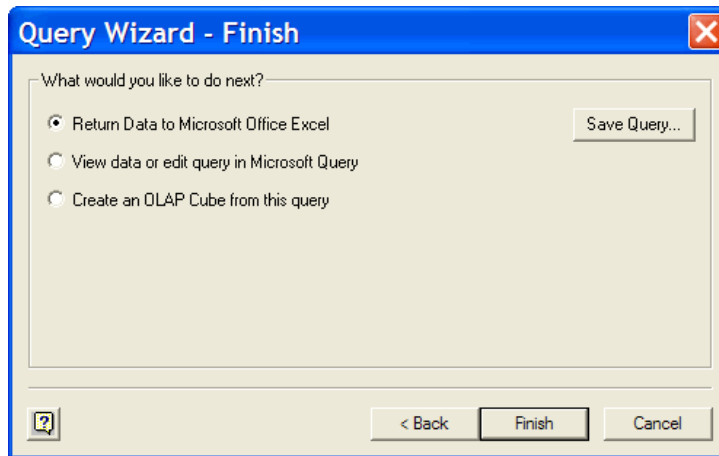 Query Wizard - Finish
What would you like to do next?
Return Data to Microsoft Office Excel
Save Query...
View data or edit query in Microsoft Query
Create an OLAP Cube from this query
< Back
Finish
Cancel